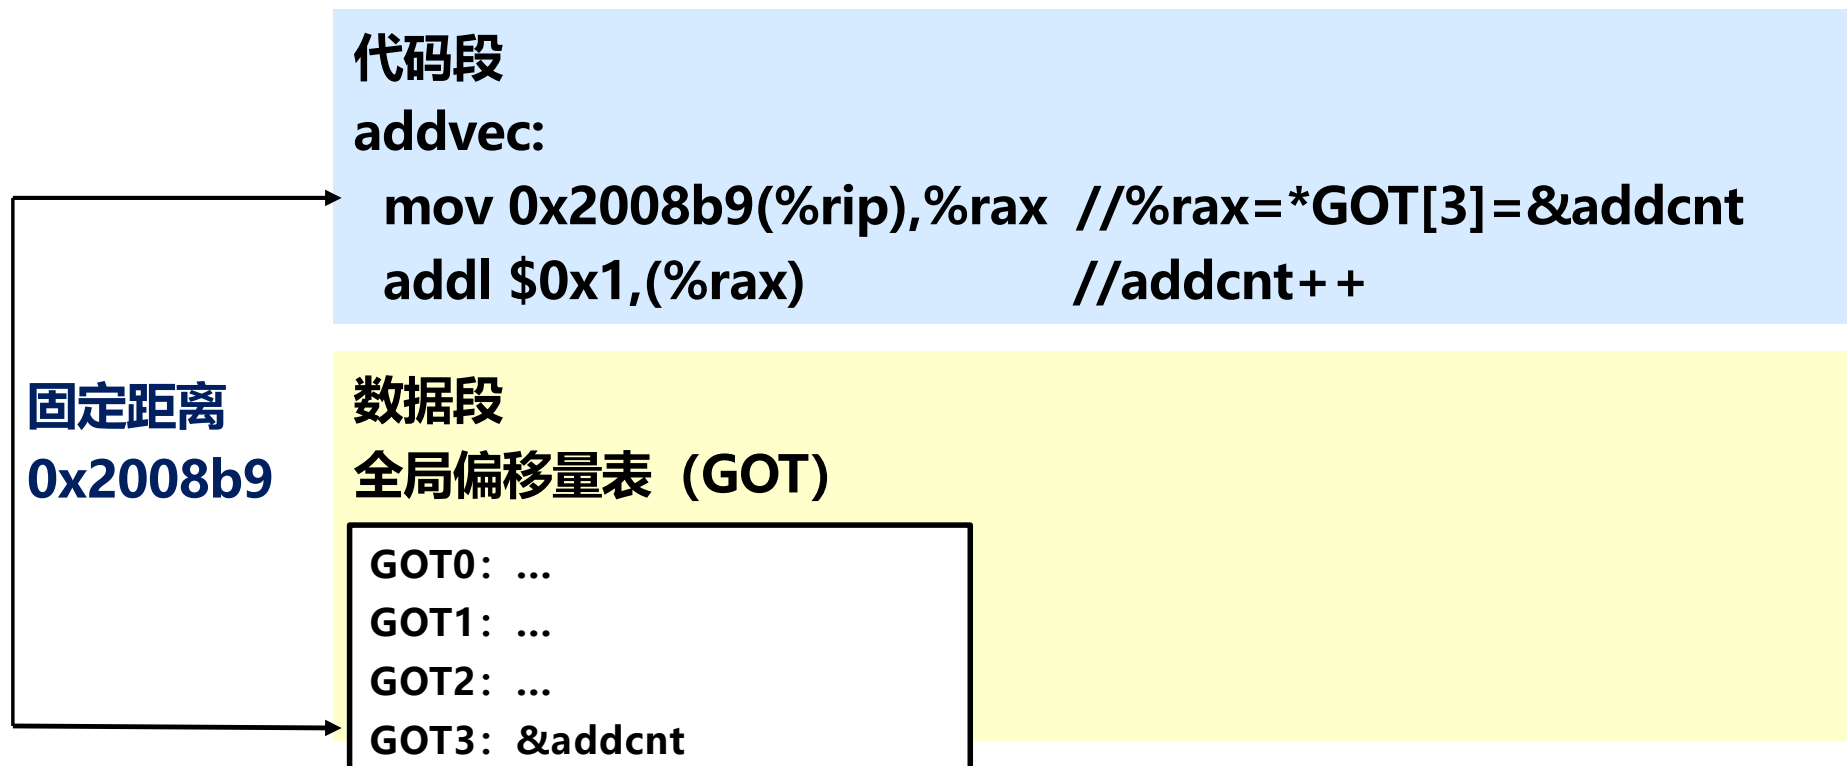 代码段
addvec:
mov 0x2008b9(%rip),%rax //%rax=*GOT[3]=&addcnt
addl $0x1,(%rax) //addcnt++
固定距离
0x2008b9
数据段
全局偏移量表（GOT）
GOT0：…
GOT1：…
GOT2：…
GOT3：&addcnt